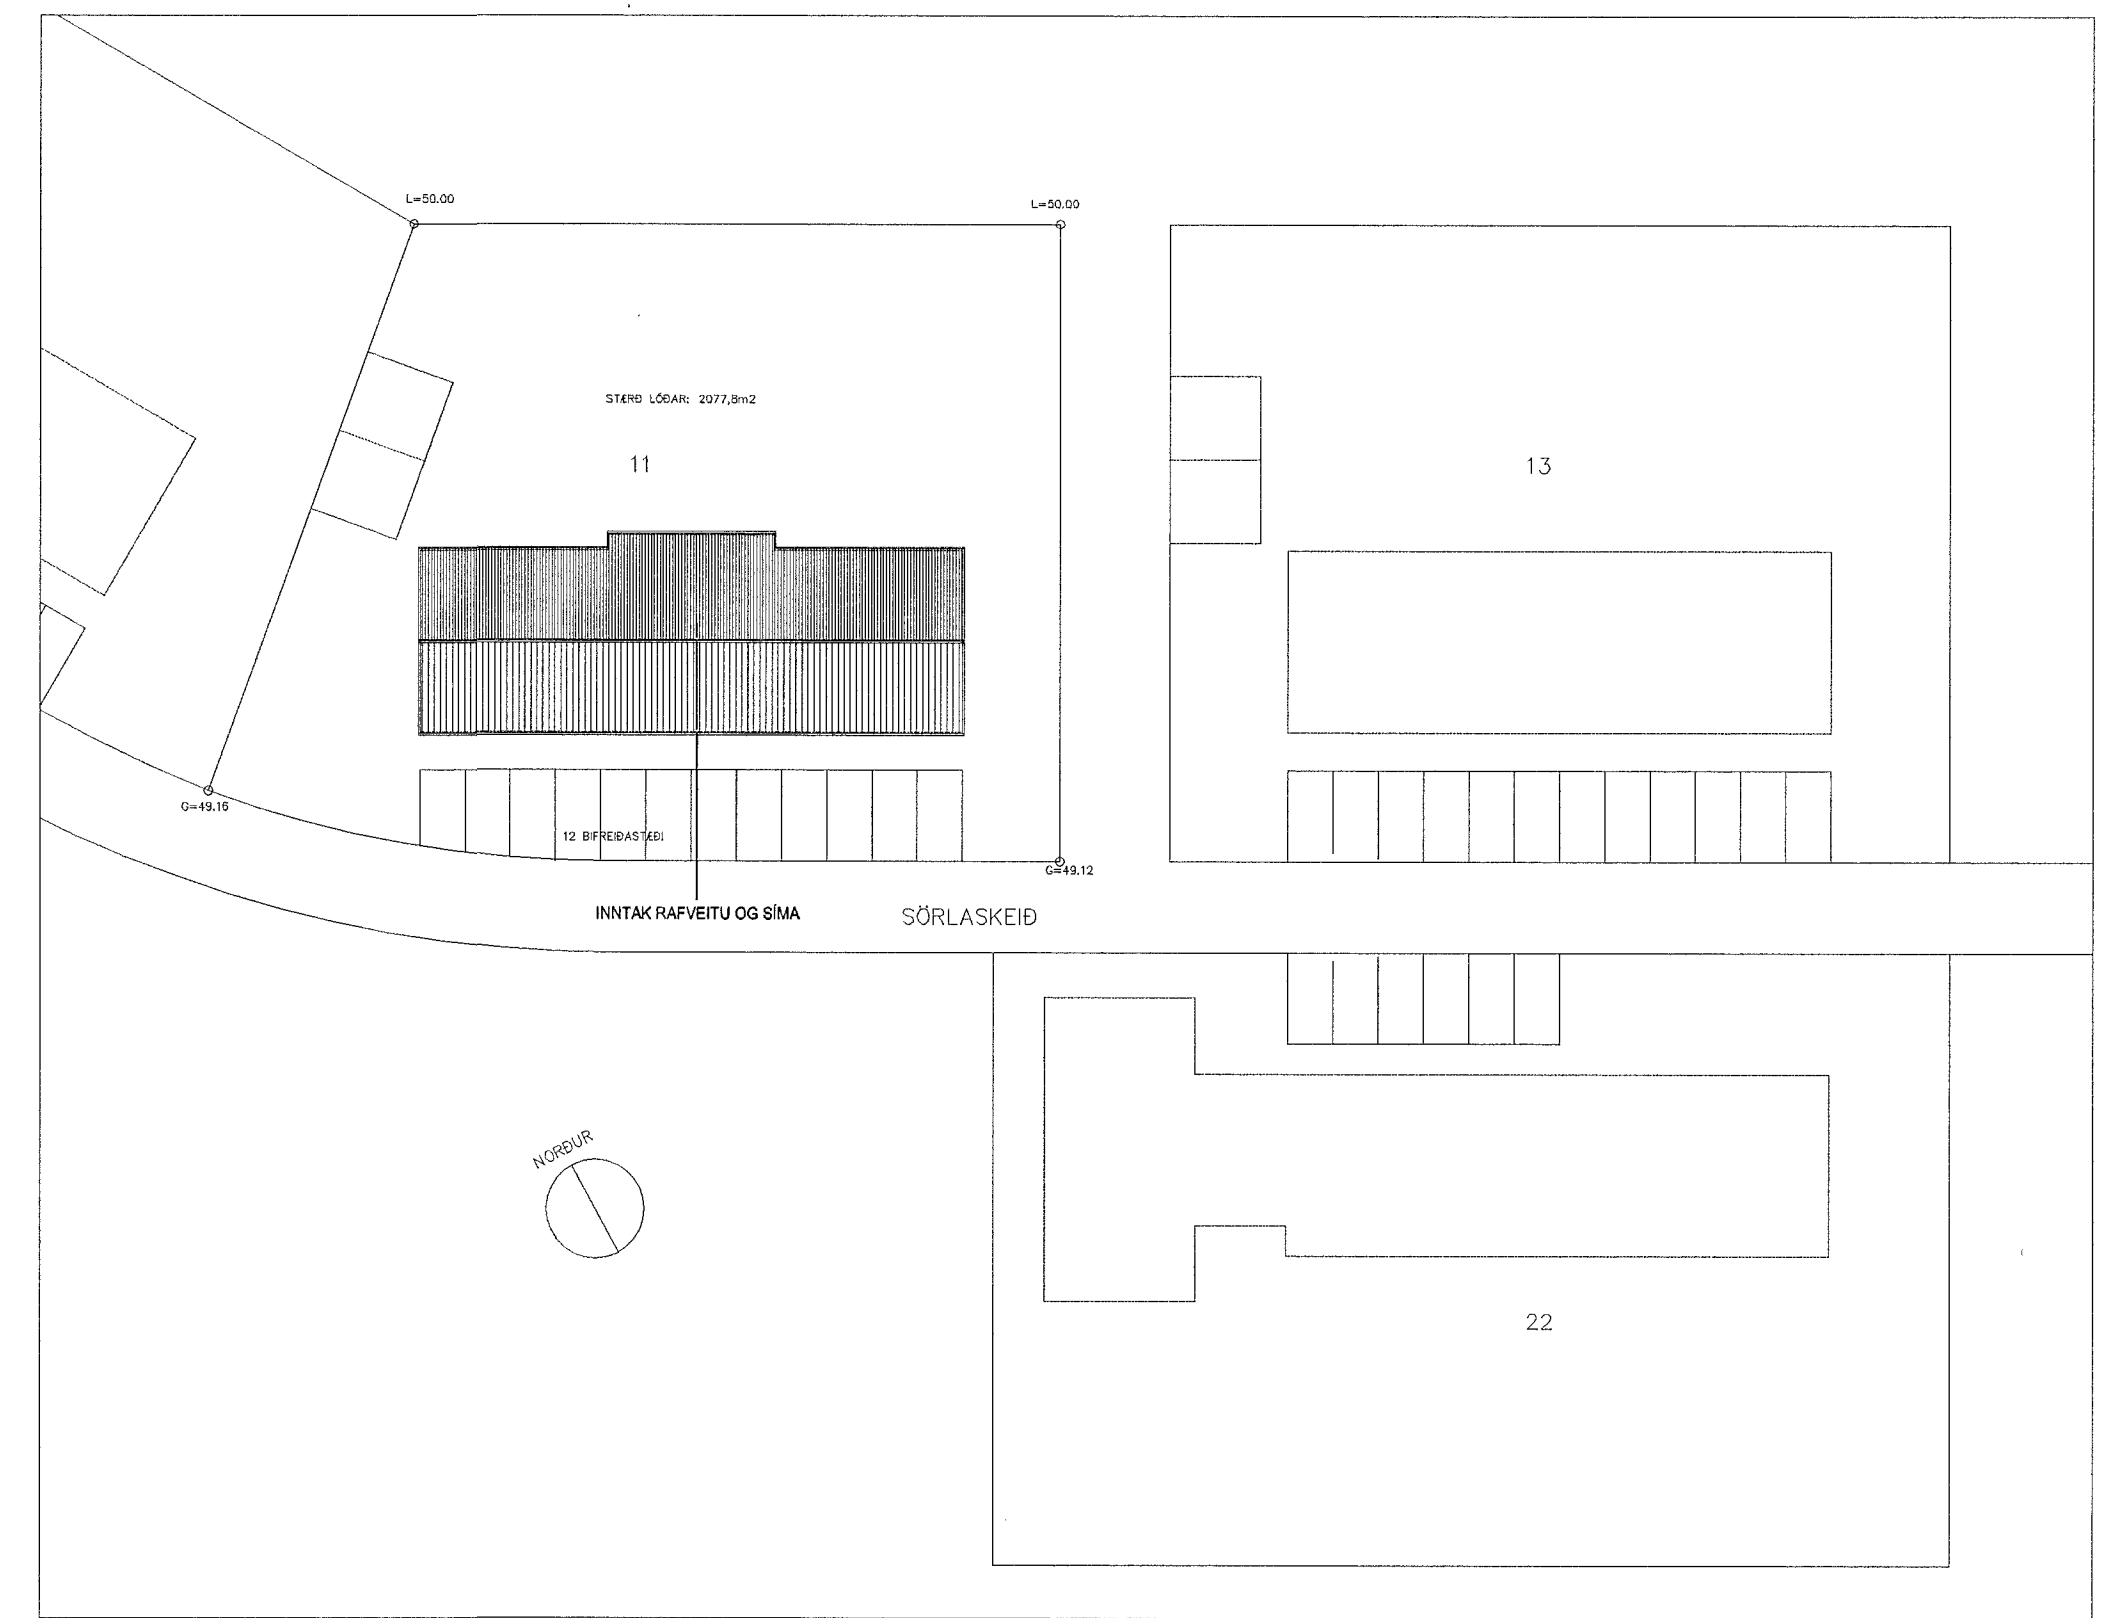 L=50.00
L=50.00
STÆRÐ LÓÐAR: 2077,8m2
11
13
G=49.16
12 BIFREIÐASTÆÐI
G=49.12
INNTAK RAFVEITU OG SÍMA
SÖRLASKEIÐ
NORÐUR
22